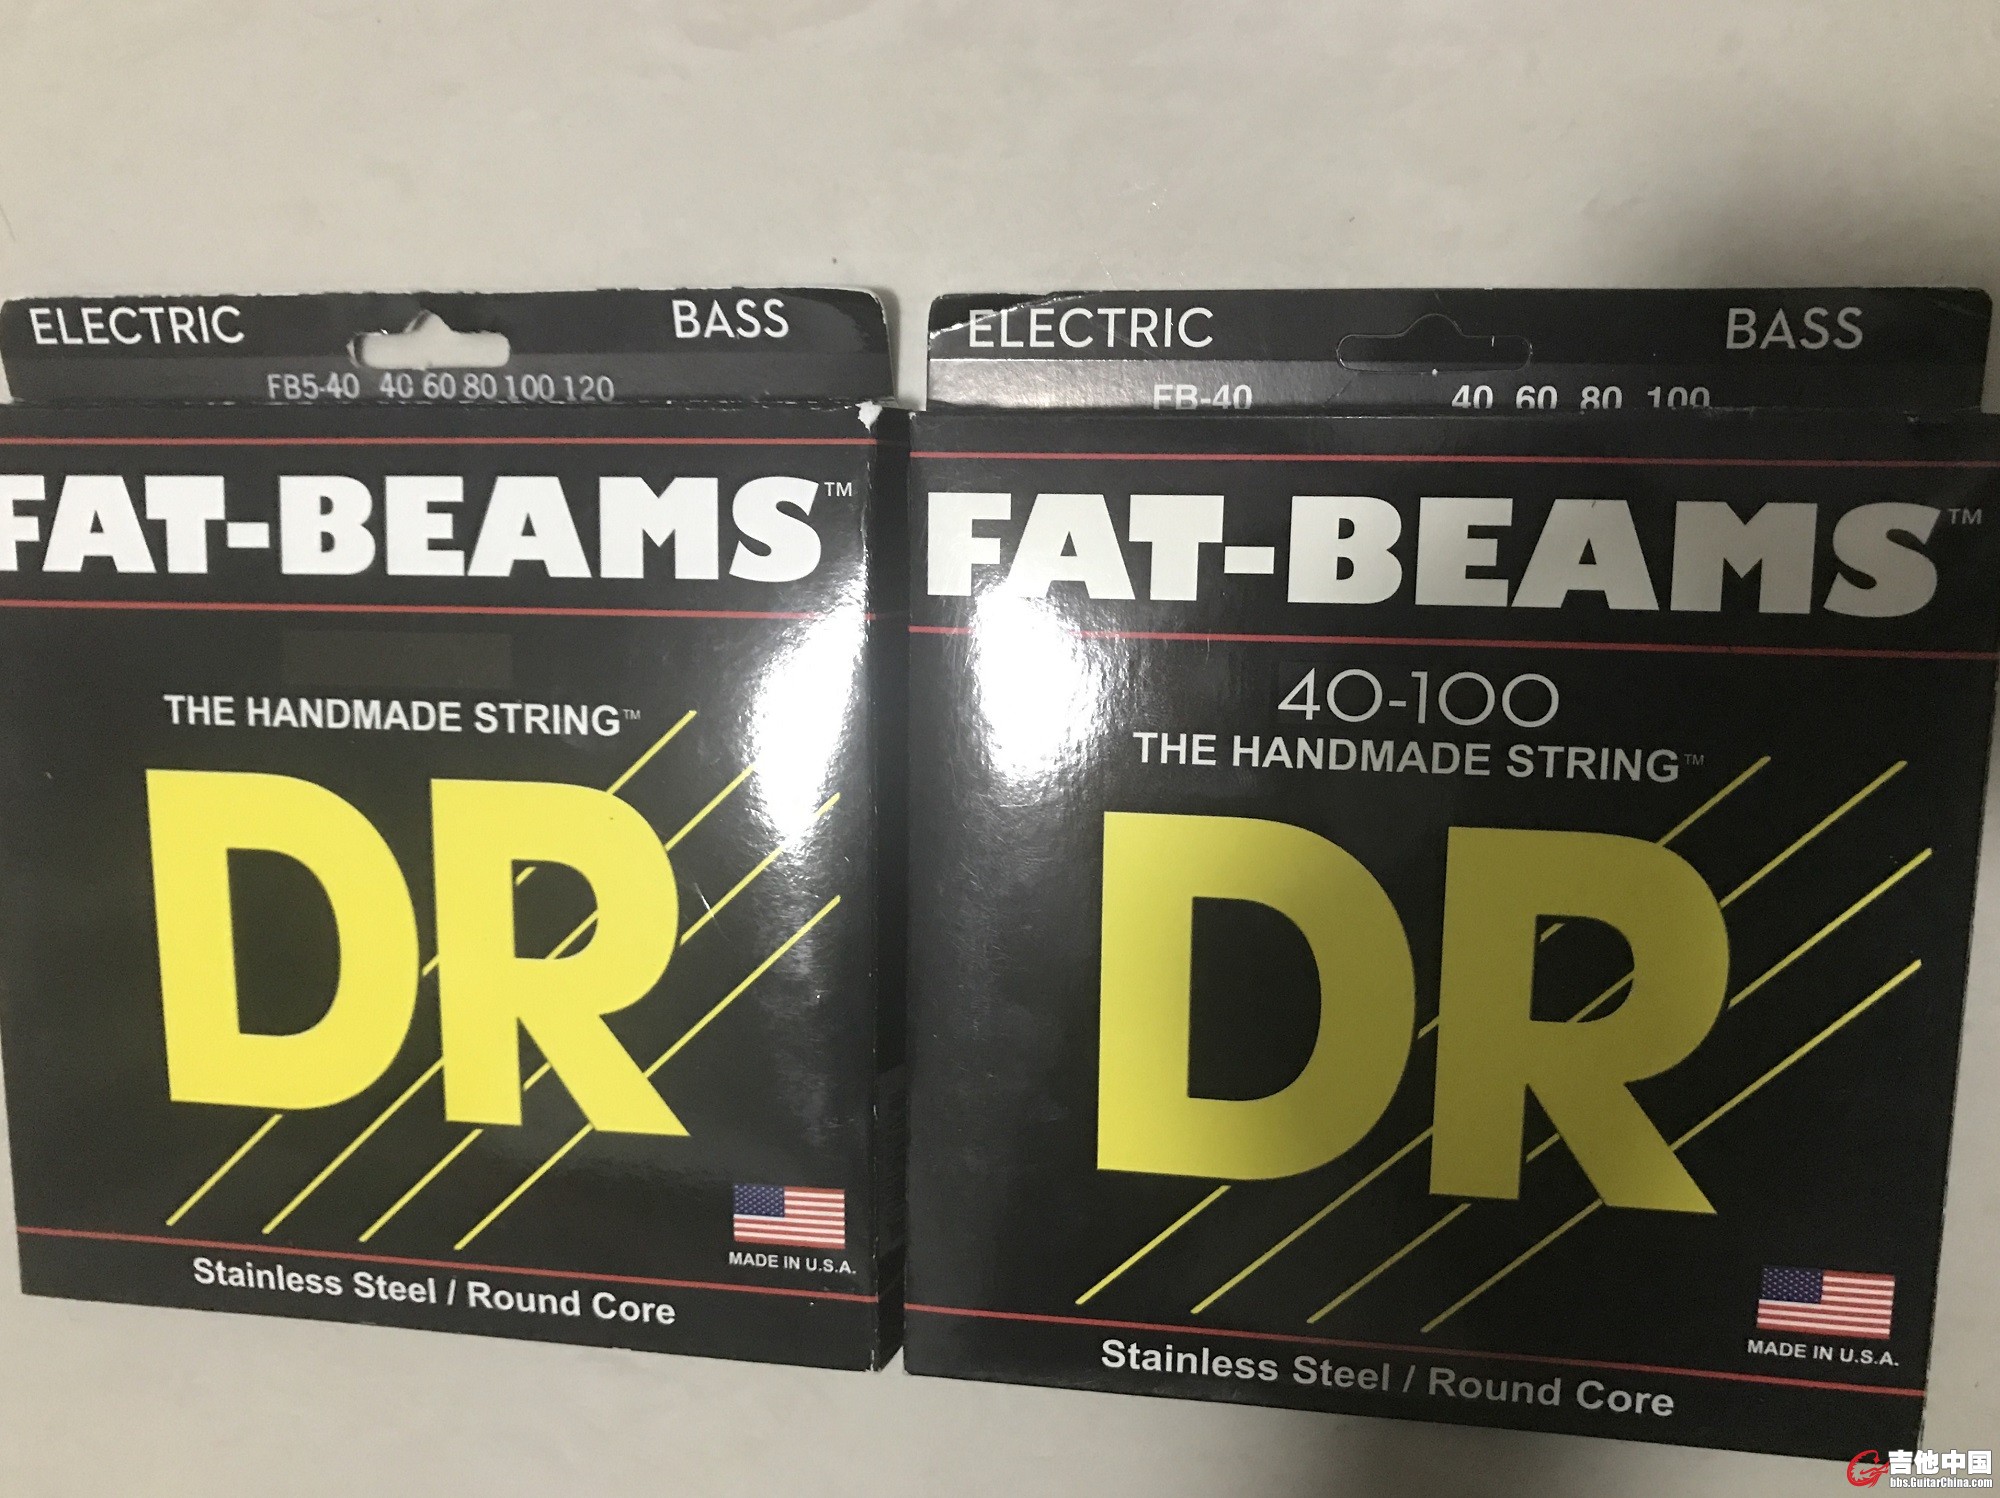 ELECTRIC BASS
FB5-40 40 60 80 100 120
FAT-BEAMS™
THE HANDMADE STRING™
DR
MADE IN U.S.A.
Stainless Steel / Round Core
ELECTRIC BASS
FB-40 40 60 80 100
FAT-BEAMS™
40-100
THE HANDMADE STRING™
DR
MADE IN U.S.A.
Stainless Steel / Round Core
吉他中国
bbs.GuitarChina.com